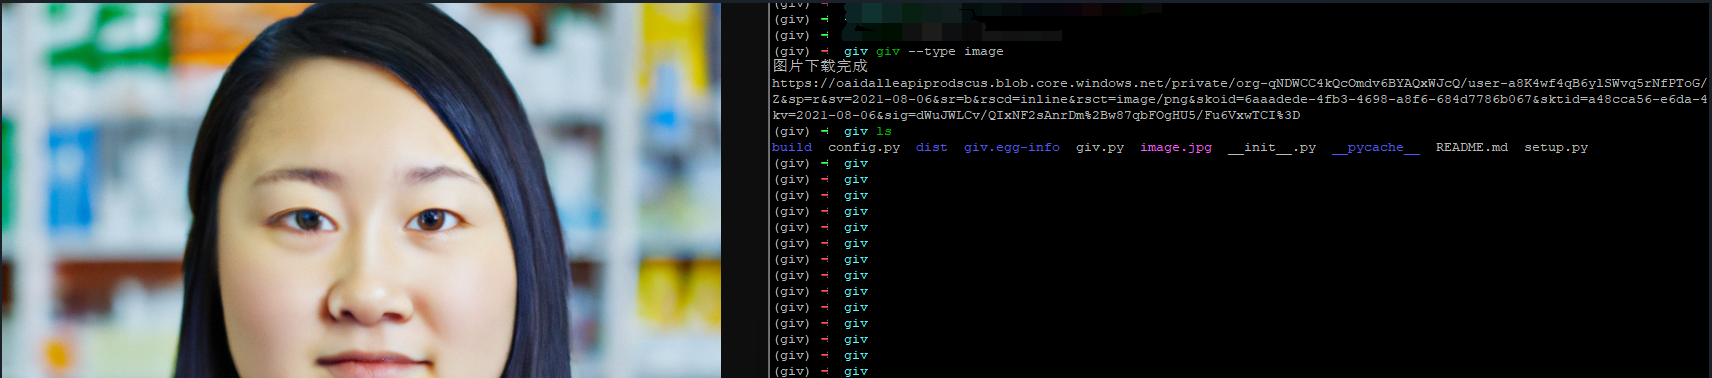 (giv) →
(giv) →
(giv) →
(giv) → giv giv --type image
图片下载完成
https://oaidalleapiprodscus.blob.core.windows.net/private/org-qNDWCC4kQcOmdv6BYAQxWJcQ/user-a8K4wf4qB6ylSWvq5rNfPToG/
Z&sp=r&sv=2021-08-06&sr=b&rscd=inline&rsct=image/png&skoid=6aaadede-4fb3-4698-a8f6-684d7786b067&sktid=a48cca56-e6da-4
kv=2021-08-06&sig=dWuJWLCv/QIxNF2sAnrDm%2Bw87qbFOgHU5/Fu6VxwTCI%3D
(giv) → giv ls
build config.py dist giv.egg-info giv.py image.jpg __init__.py __pycache__ README.md setup.py
(giv) → giv
(giv) → giv
(giv) → giv
(giv) → giv
(giv) → giv
(giv) → giv
(giv) → giv
(giv) → giv
(giv) → giv
(giv) → giv
(giv) → giv
(giv) → giv
(giv) → giv
(giv) → giv